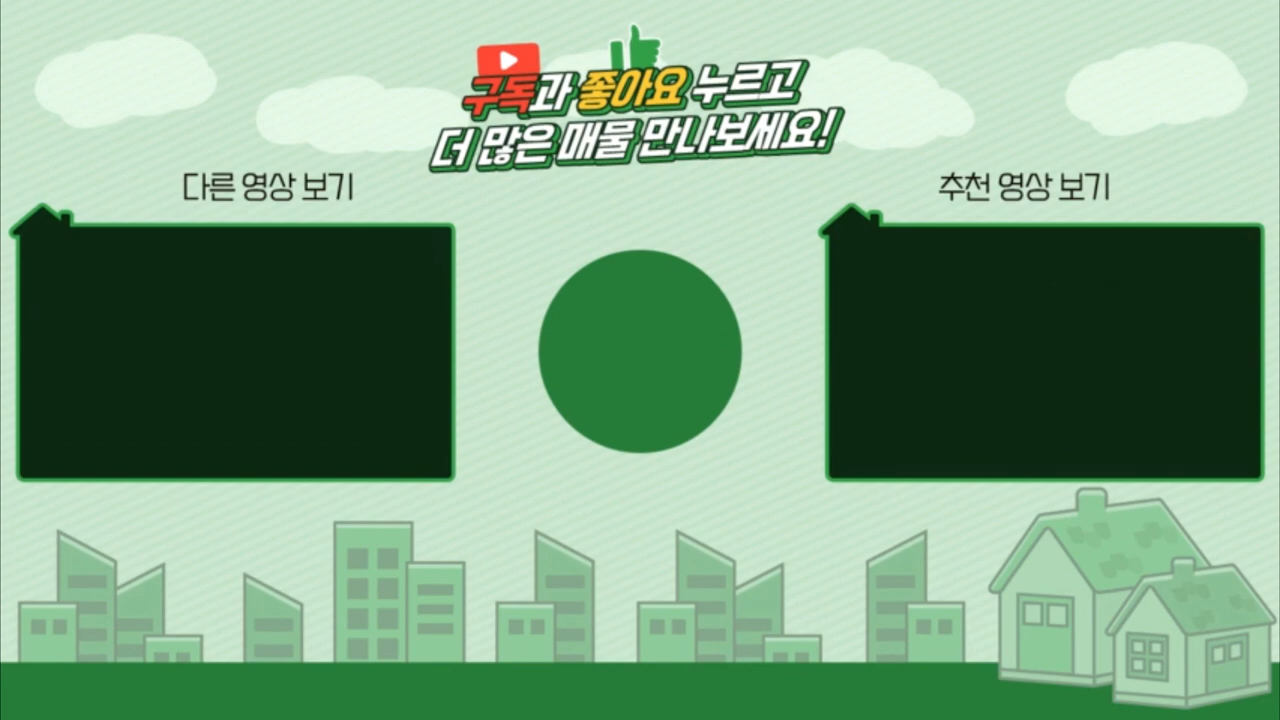 구독과 좋아요 누르고
더 많은 매물 만나보세요!
다른 영상 보기
추천 영상 보기